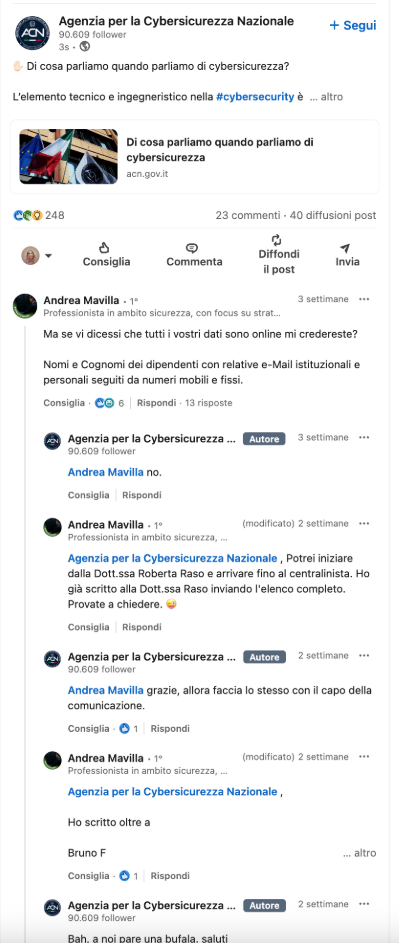 Agenzia per la Cybersicurezza Nazionale
90.609 follower
3s •
+ Segui
✋🏻 Di cosa parliamo quando parliamo di cybersicurezza?
L'elemento tecnico e ingegneristico nella #cybersecurity è … altro
Di cosa parliamo quando parliamo di
cybersicurezza
acn.gov.it
248
23 commenti · 40 diffusioni post
Consiglia
Commenta
Diffondi
il post
Invia
Andrea Mavilla • 1°
3 settimane •••
Professionista in ambito sicurezza, con focus su strat...
Ma se vi dicessi che tutti i vostri dati sono online mi credereste?
Nomi e Cognomi dei dipendenti con relative e-Mail istituzionali e
personali seguiti da numeri mobili e fissi.
Consiglia · 6 | Rispondi · 13 risposte
Agenzia per la Cybersicurezza ... Autore
3 settimane •••
90.609 follower
Andrea Mavilla no.
Consiglia | Rispondi
Andrea Mavilla • 1°
(modificato) 2 settimane •••
Professionista in ambito sicurezza, ...
Agenzia per la Cybersicurezza Nazionale , Potrei iniziare
dalla Dott.ssa Roberta Raso e arrivare fino al centralinista. Ho
già scritto alla Dott.ssa Raso inviando l'elenco completo.
Provate a chiedere. 😜
Consiglia | Rispondi
Agenzia per la Cybersicurezza ... Autore
2 settimane •••
90.609 follower
Andrea Mavilla grazie, allora faccia lo stesso con il capo della
comunicazione.
Consiglia · 1 | Rispondi
Andrea Mavilla • 1°
(modificato) 2 settimane •••
Professionista in ambito sicurezza, ...
Agenzia per la Cybersicurezza Nazionale ,
Ho scritto oltre a
Bruno F
… altro
Consiglia · 1 | Rispondi
Agenzia per la Cybersicurezza ... Autore
2 settimane •••
90.609 follower
Bah, a noi pare una bufala, saluti